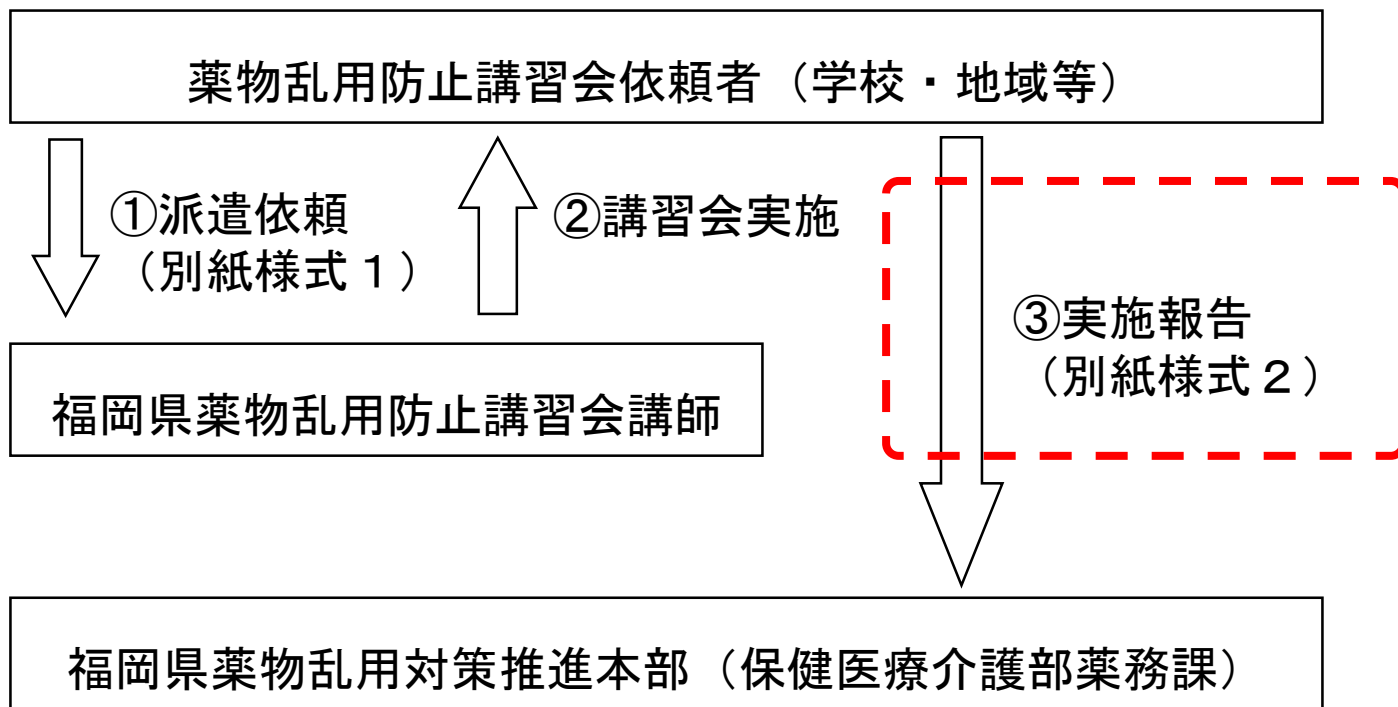 薬物乱用防止講習会依頼者（学校・地域等）
①派遣依頼
（別紙様式１）
②講習会実施
③実施報告
（別紙様式２）
福岡県薬物乱用防止講習会講師
福岡県薬物乱用対策推進本部（保健医療介護部薬務課）